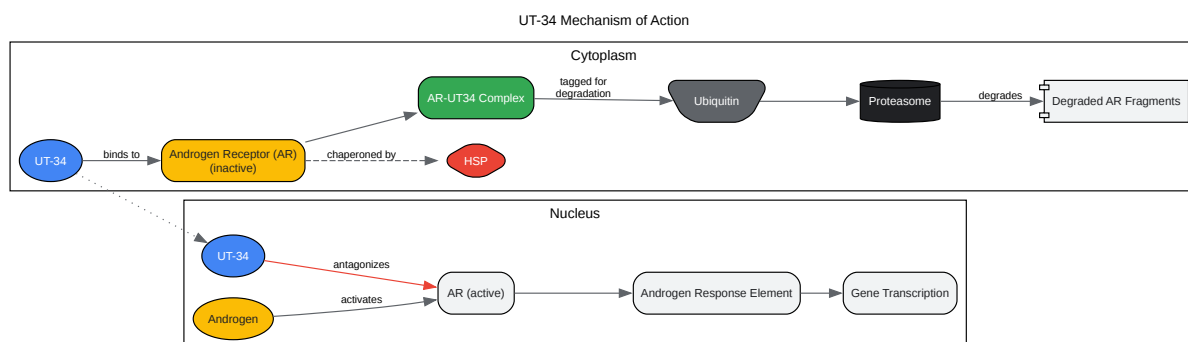 UT-34 Mechanism of Action
Cytoplasm
UT-34
binds to
Androgen Receptor (AR)
(inactive)
AR-UT34 Complex
chaperoned by
HSP
tagged for
degradation
Ubiquitin
Proteasome
degrades
Degraded AR Fragments
Nucleus
UT-34
antagonizes
Androgen
activates
AR (active)
Androgen Response Element
Gene Transcription